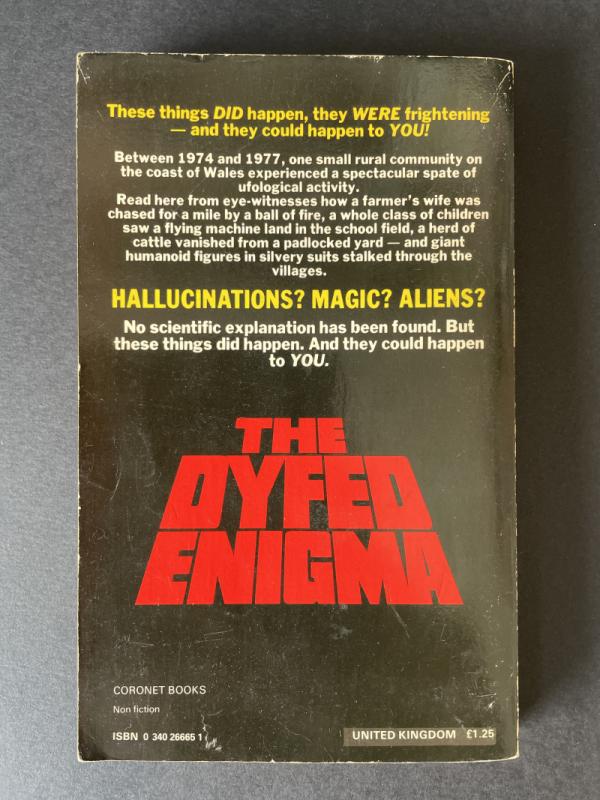 These things DID happen, they WERE frightening
— and they could happen to YOU!
Between 1974 and 1977, one small rural community on
the coast of Wales experienced a spectacular spate of
ufological activity.
Read here from eye-witnesses how a farmer's wife was
chased for a mile by a ball of fire, a whole class of children
saw a flying machine land in the school field, a herd of
cattle vanished from a padlocked yard — and giant
humanoid figures in silvery suits stalked through the
villages.
HALLUCINATIONS? MAGIC? ALIENS?
No scientific explanation has been found. But
these things did happen. And they could happen
to YOU.
THE
DYFED
ENIGMA
CORONET BOOKS
Non fiction
ISBN 0 340 26665 1
UNITED KINGDOM £1.25